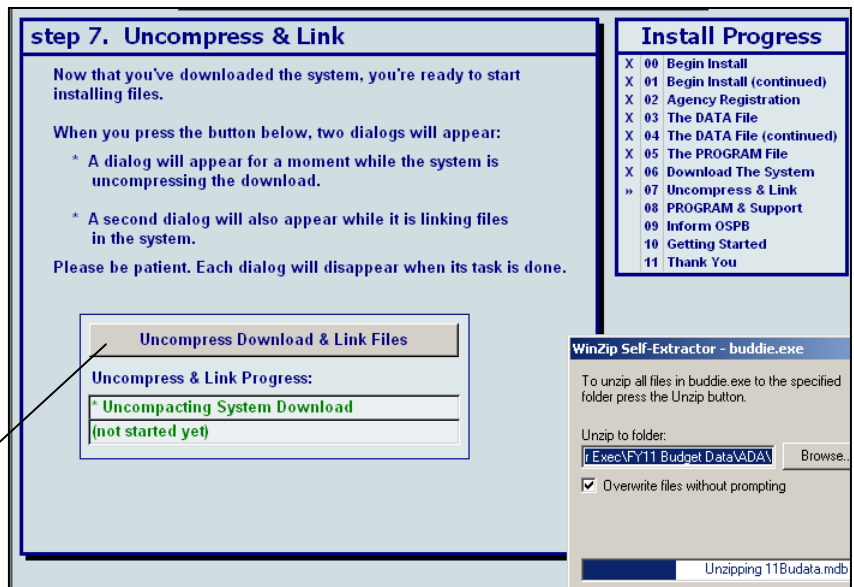 step 7. Uncompress & Link
Now that you've downloaded the system, you're ready to start
installing files.
When you press the button below, two dialogs will appear:
* A dialog will appear for a moment while the system is
uncompressing the download.
* A second dialog will also appear while it is linking files
in the system.
Please be patient. Each dialog will disappear when its task is done.
Uncompress Download & Link Files
Uncompress & Link Progress:
* Uncompacting System Download
(not started yet)
Install Progress
X 00 Begin Install
X 01 Begin Install (continued)
X 02 Agency Registration
X 03 The DATA File
X 04 The DATA File (continued)
X 05 The PROGRAM File
X 06 Download The System
» 07 Uncompress & Link
08 PROGRAM & Support
09 Inform OSPB
10 Getting Started
11 Thank You
WinZip Self-Extractor - buddie.exe
To unzip all files in buddie.exe to the specified
folder press the Unzip button.
Unzip to folder:
r Exec\FY11 Budget Data\ADA\
Browse..
Overwrite files without prompting
Unzipping 11Budata.mdb